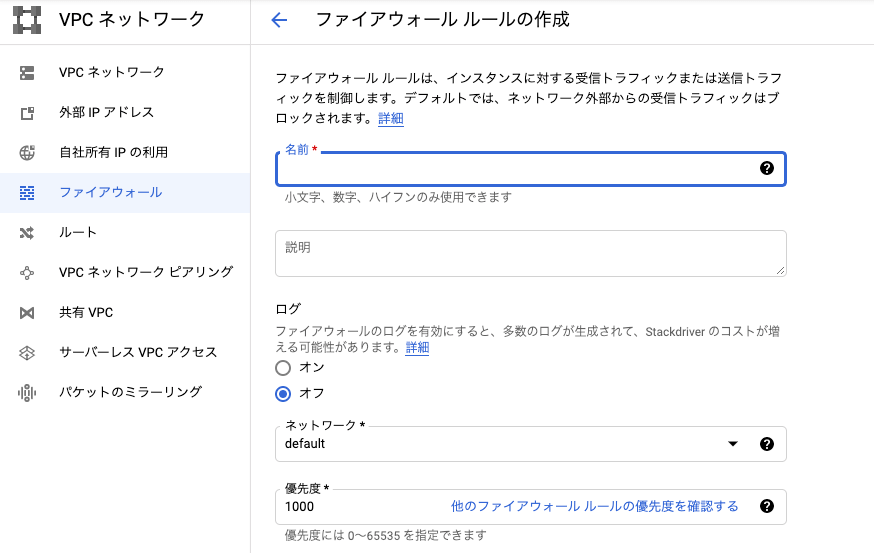 VPC ネットワーク
ファイアウォール ルールの作成
VPC ネットワーク
外部 IP アドレス
自社所有 IP の利用
ファイアウォール
ルート
VPC ネットワーク ピアリング
共有 VPC
サーバーレス VPC アクセス
パケットのミラーリング
ファイアウォール ルールは、インスタンスに対する受信トラフィックまたは送信トラフ
ィックを制御します。デフォルトでは、ネットワーク外部からの受信トラフィックはブ
ロックされます。詳細
名前 *
小文字、数字、ハイフンのみ使用できます
説明
ログ
ファイアウォールのログを有効にすると、多数のログが生成されて、Stackdriver のコストが増
える可能性があります。詳細
オン
オフ
ネットワーク *
default
優先度 *
1000 他のファイアウォール ルールの優先度を確認する
優先度には 0～65535 を指定できます